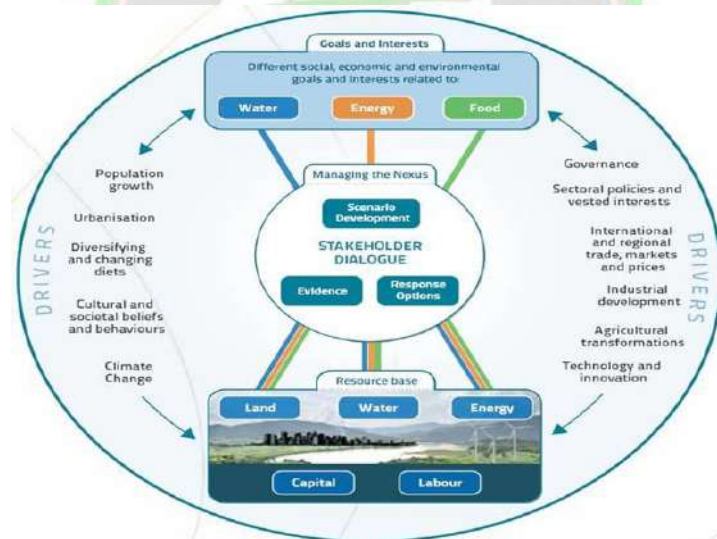 Goals and Interests
Different social, economic and environmental
goals and interests related to:
Water
Energy
Food
Population
growth
Urbanisation
Diversifying
and changing
diets
Cultural and
societal beliefs
and behaviours
Climate
Change
DRIVERS
Managing the Nexus
Scenario
Development
STAKEHOLDER
DIALOGUE
Evidence
Response
Options
Governance
Sectoral policies and
vested interests
International
and regional
trade, markets
and prices
Industrial
development
Agricultural
transformations
Technology and
innovation
DRIVERS
Resource base
Land
Water
Energy
Capital
Labour